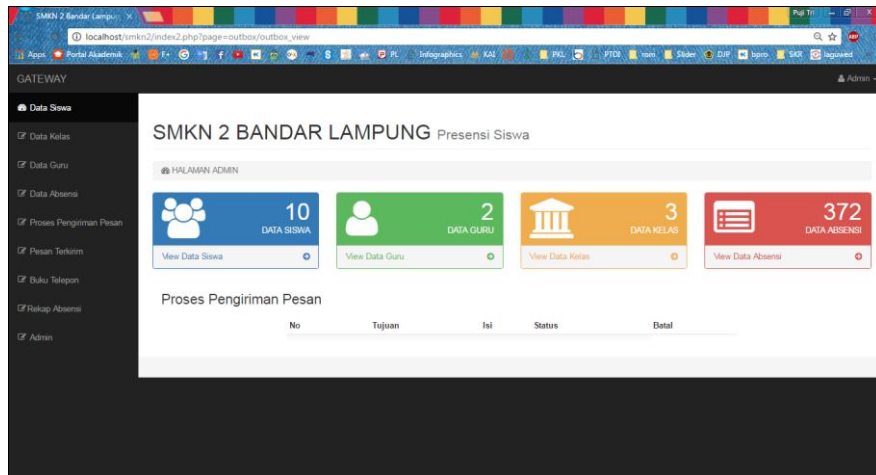 SMKN 2 Bandar Lampu
Puji Tri
localhost/smkn2/index2.php?page=outbox/outbox_view
Apps Portal Akademik F+ PL Infographics KAI PKL PTDI rom Slider DJP bpro SKR laguwed
GATEWAY
Admin
Data Siswa
Data Kelas
Data Guru
Data Absensi
Proses Pengiriman Pesan
Pesan Terkirim
Buku Telepon
Rekap Absensi
Admin
SMKN 2 BANDAR LAMPUNG Presensi Siswa
HALAMAN ADMIN
10
DATA SISWA
View Data Siswa
2
DATA GURU
View Data Guru
3
DATA KELAS
View Data Kelas
372
DATA ABSENSI
View Data Absensi
Proses Pengiriman Pesan
No Tujuan Isi Status Batal